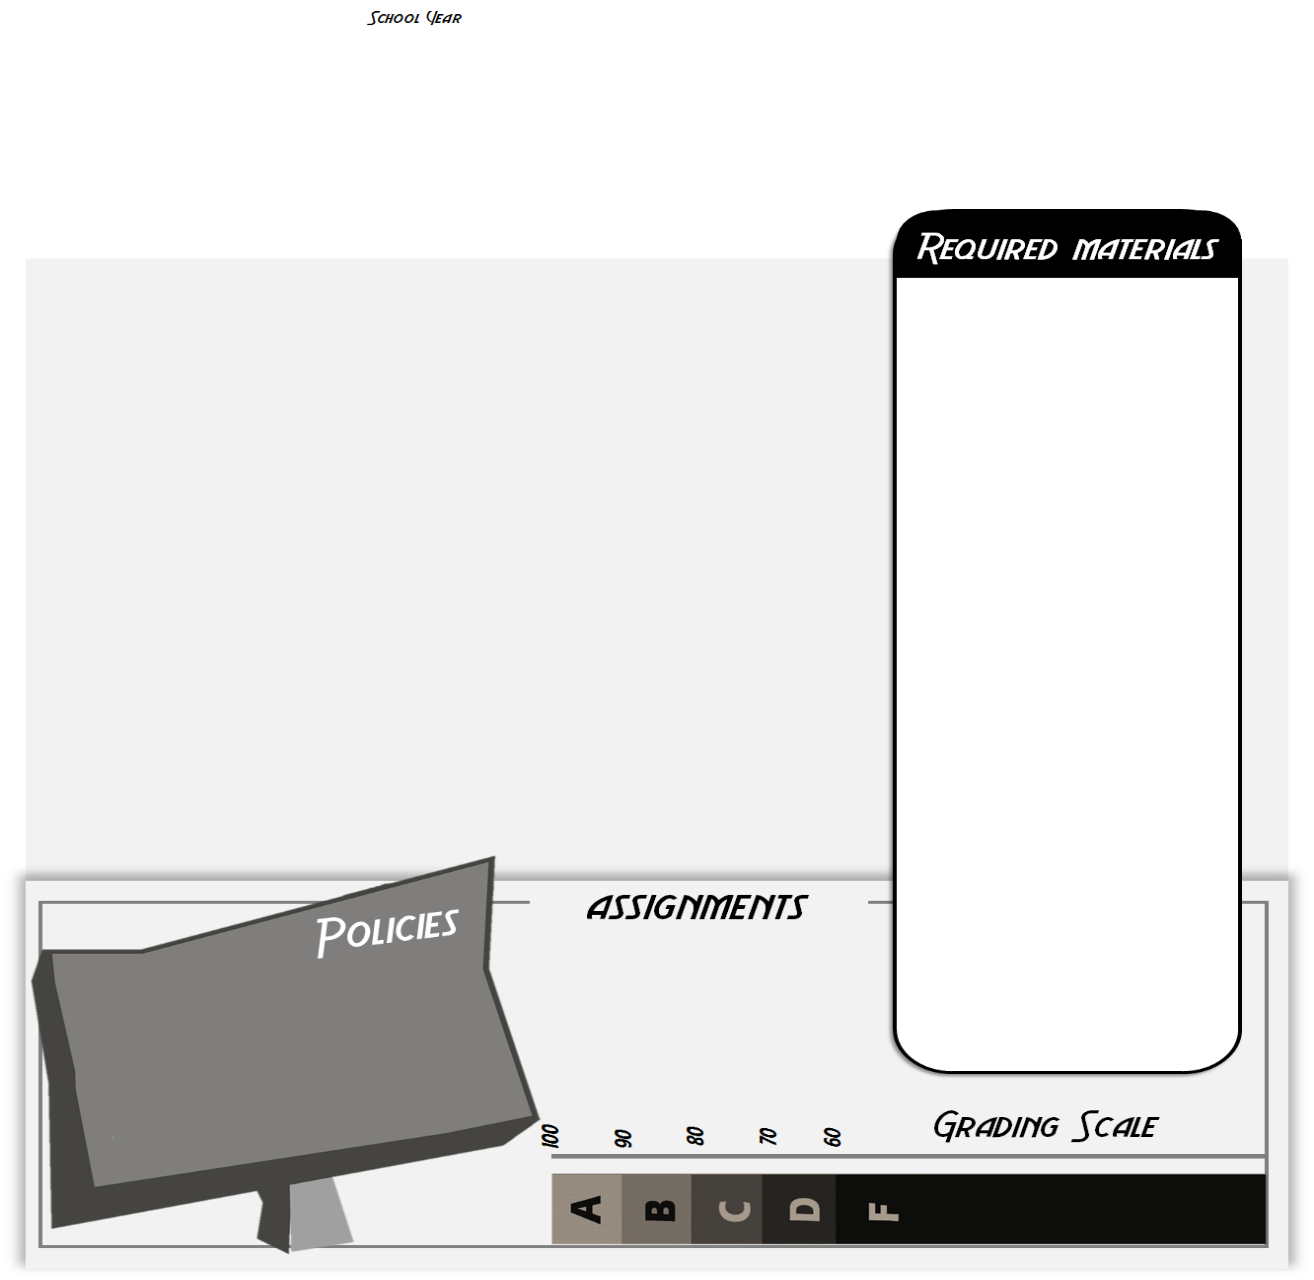 School Year
Required materials
Policies
Assignments
100
90
80
70
60
Grading Scale
A
B
C
D
F